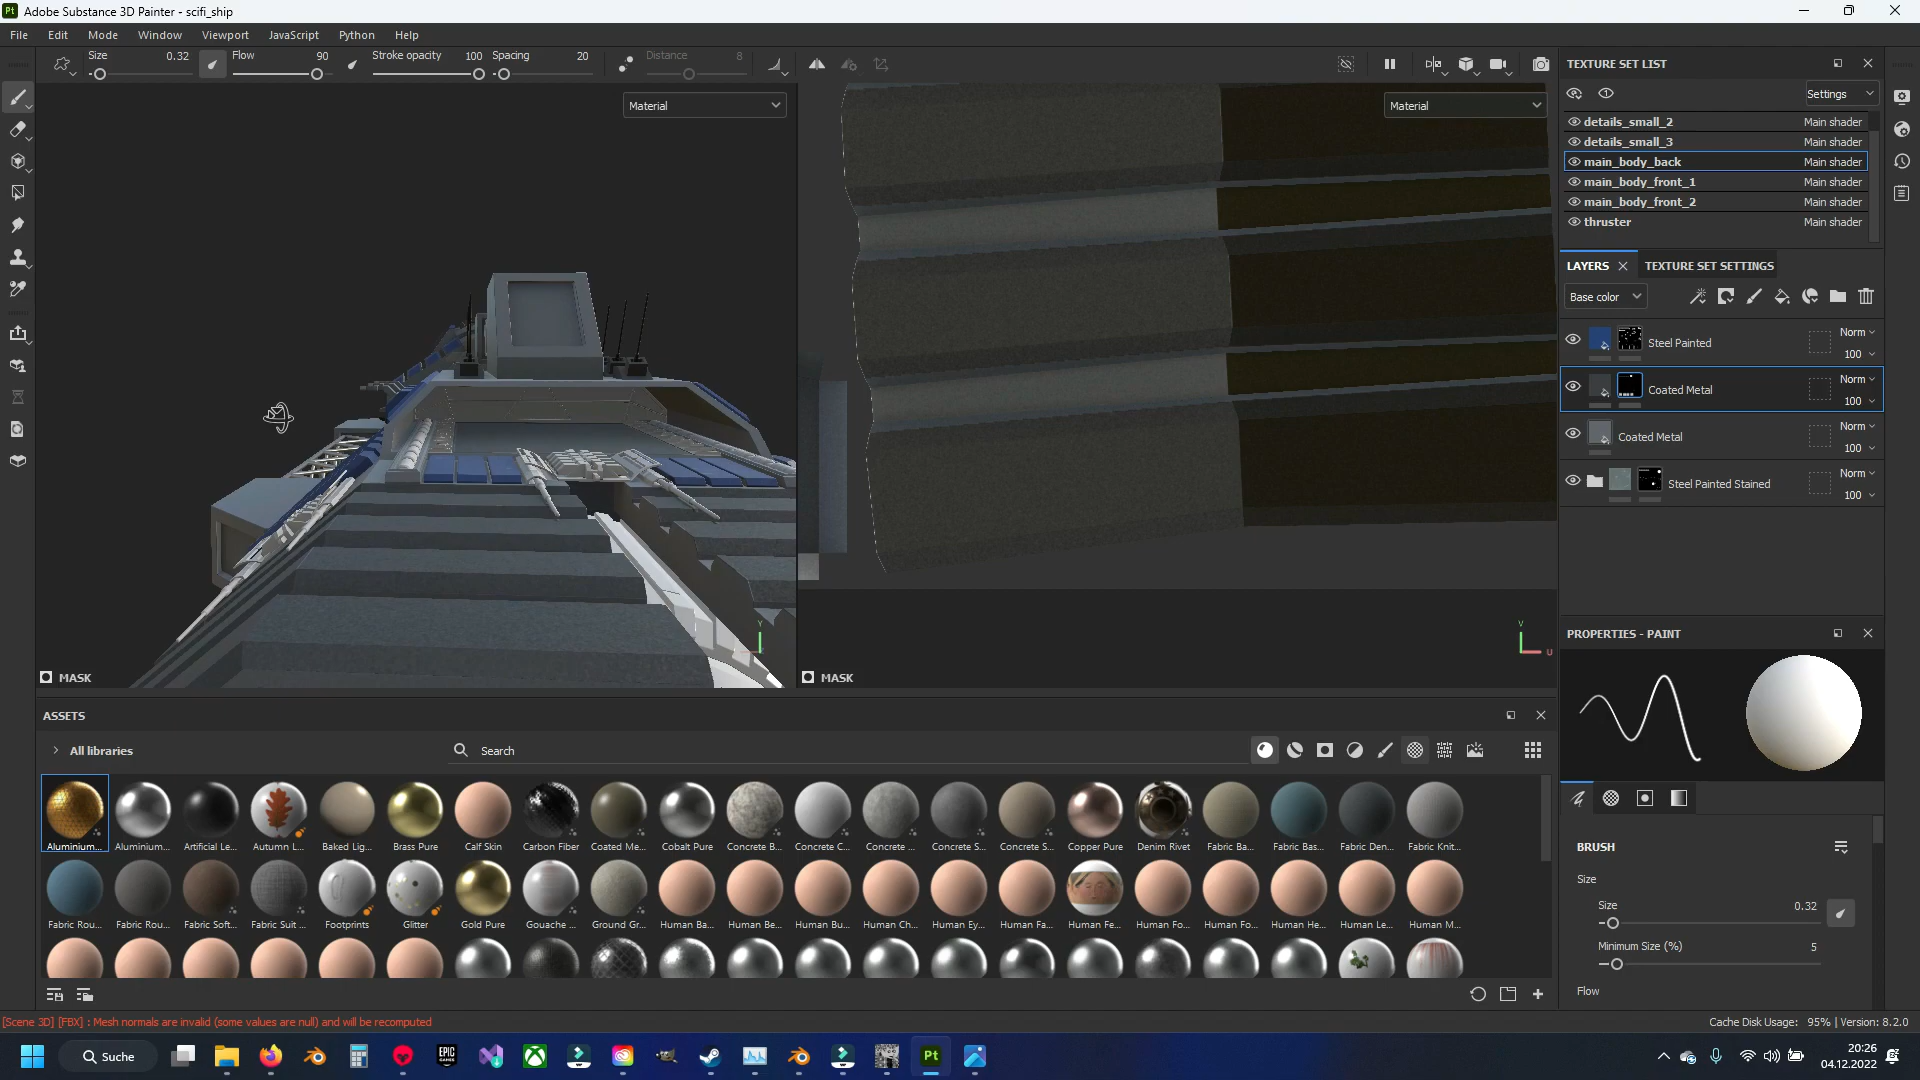 Pt Adobe Substance 3D Painter - scifi_ship
File Edit Mode Window Viewport JavaScript Python Help
Size 0.32 Flow 90 Stroke opacity 100 Spacing 20 Distance 8
Material
Material
MASK
MASK
Y
V
U
TEXTURE SET LIST
Settings
details_small_2 Main shader
details_small_3 Main shader
main_body_back Main shader
main_body_front_1 Main shader
main_body_front_2 Main shader
thruster Main shader
LAYERS TEXTURE SET SETTINGS
Base color
Steel Painted Norm 100
Coated Metal Norm 100
Coated Metal Norm 100
Steel Painted Stained Norm 100
PROPERTIES - PAINT
BRUSH
Size
Size 0.32
Minimum Size (%) 5
Flow
ASSETS
All libraries Search
Aluminium... Aluminium... Artificial Le... Autumn L... Baked Lig... Brass Pure Calf Skin Carbon Fiber Coated Me... Cobalt Pure Concrete B... Concrete C... Concrete ... Concrete S... Concrete S... Copper Pure Denim Rivet Fabric Ba... Fabric Bas... Fabric Den... Fabric Knit...
Fabric Rou... Fabric Rou... Fabric Soft... Fabric Suit ... Footprints Glitter Gold Pure Gouache ... Ground Gr... Human Ba... Human Be... Human Bu... Human Ch... Human Ey... Human Fa... Human Fe... Human Fo... Human Fo... Human He... Human Le... Human M...
[Scene 3D] [FBX] : Mesh normals are invalid (some values are null) and will be recomputed
Cache Disk Usage: 95% | Version: 8.2.0
Suche
EPIC GAMES
Pt
20:26
04.12.2022